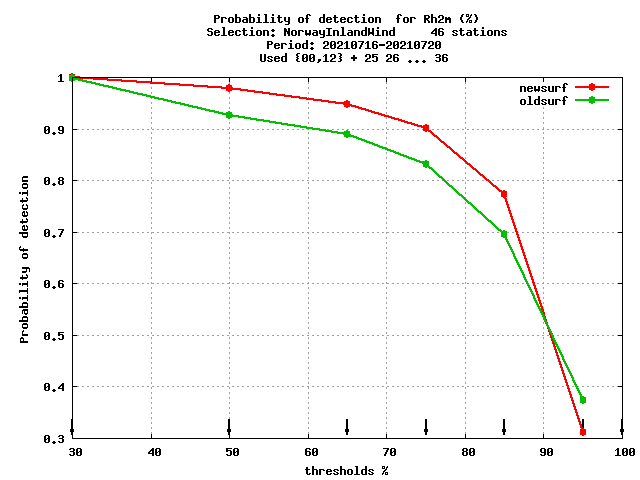 Probability of detection  for Rh2m (%)
Selection: NorwayInlandWind     46 stations
Period: 20210716-20210720
Used {00,12} + 25 26 ... 36
newsurf
oldsurf
Probability of detection
1
0.9
0.8
0.7
0.6
0.5
0.4
0.3
30 40 50 60 70 80 90 100
thresholds %